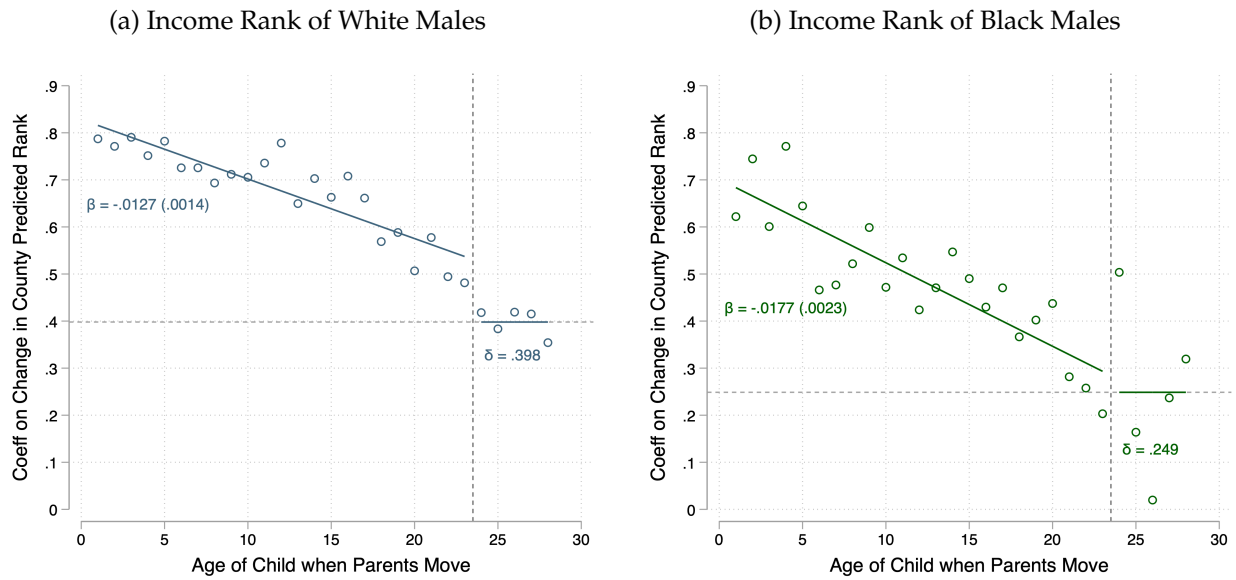 (a) Income Rank of White Males
Coeff on Change in County Predicted Rank
.9
.8
.7
.6
.5
.4
.3
.2
.1
0
β = -.0127 (.0014)
δ = .398
0 5 10 15 20 25 30
Age of Child when Parents Move
(b) Income Rank of Black Males
Coeff on Change in County Predicted Rank
.9
.8
.7
.6
.5
.4
.3
.2
.1
0
β = -.0177 (.0023)
δ = .249
0 5 10 15 20 25 30
Age of Child when Parents Move